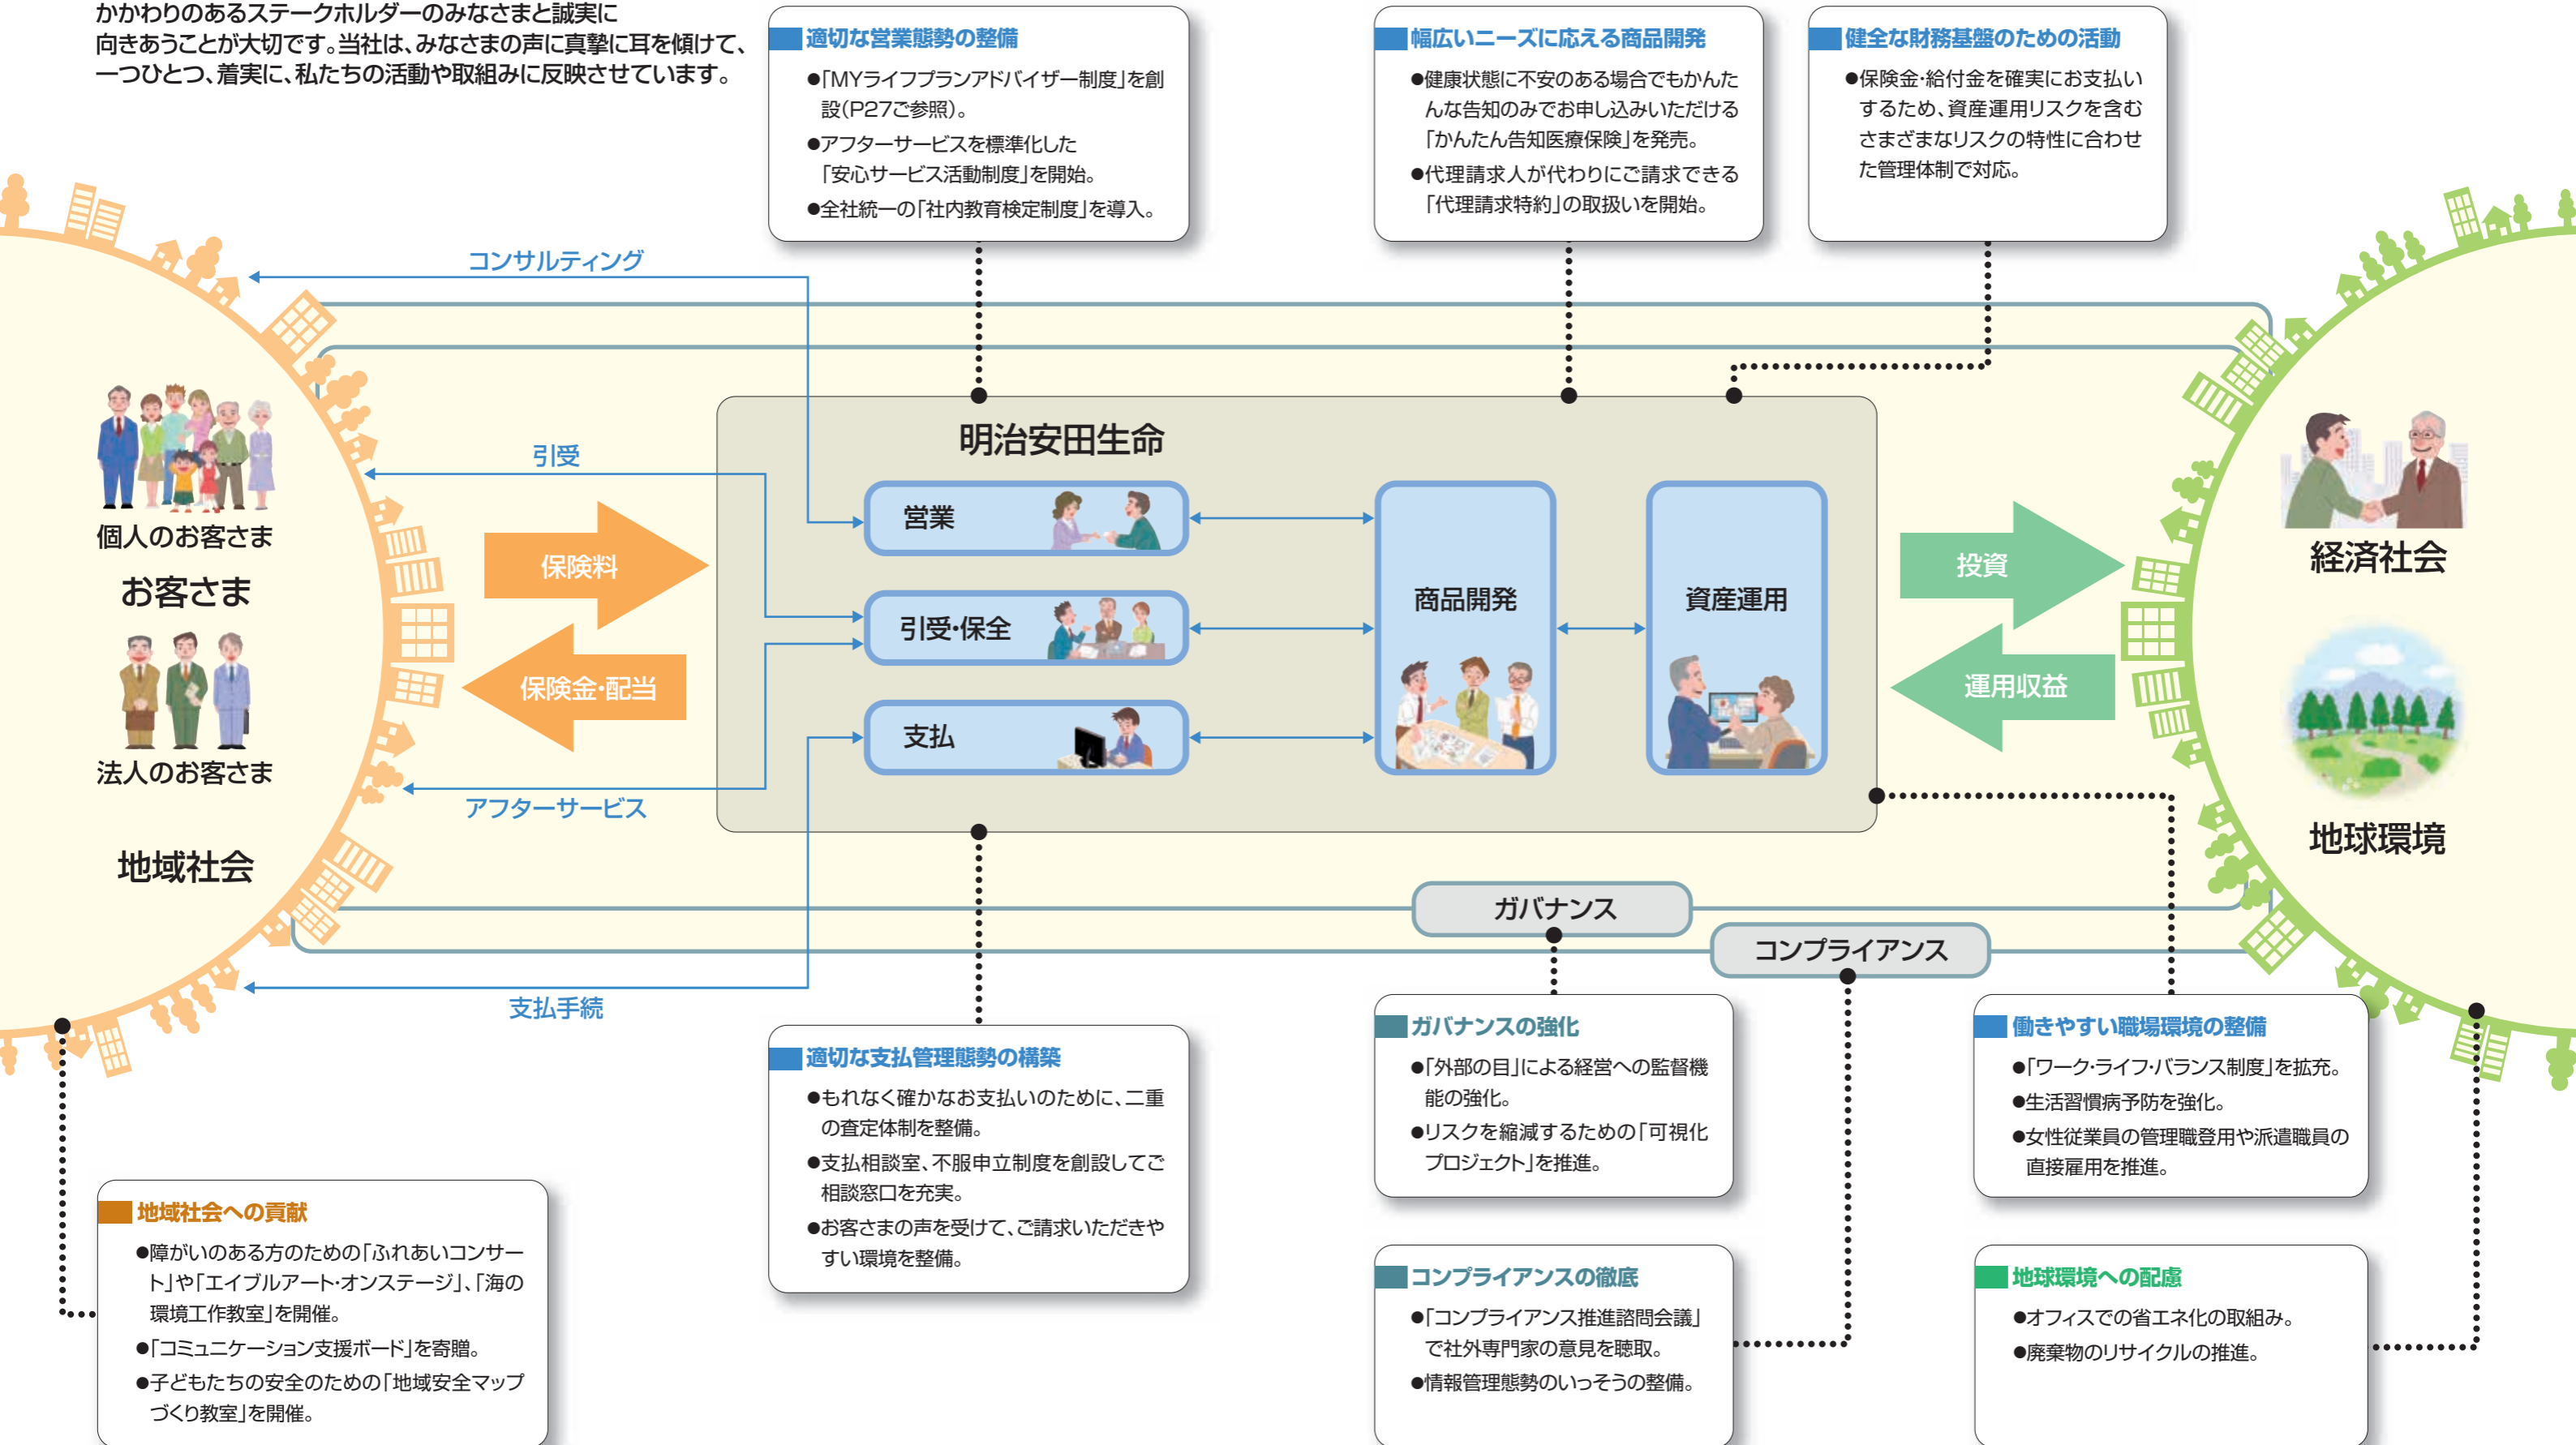 かかわりのあるステークホルダーのみなさまと誠実に
向きあうことが大切です。当社は、みなさまの声に真摯に耳を傾けて、
一つひとつ、着実に、私たちの活動や取組みに反映させています。
適切な営業態勢の整備
●「MYライフプランアドバイザー制度」を創
設(P27ご参照)。
●アフターサービスを標準化した
「安心サービス活動制度」を開始。
●全社統一の「社内教育検定制度」を導入。
幅広いニーズに応える商品開発
●健康状態に不安のある場合でもかんた
んな告知のみでお申し込みいただける
「かんたん告知医療保険」を発売。
●代理請求人が代わりにご請求できる
「代理請求特約」の取扱いを開始。
健全な財務基盤のための活動
●保険金・給付金を確実にお支払い
するため、資産運用リスクを含む
さまざまなリスクの特性に合わせ
た管理体制で対応。
コンサルティング
引受
個人のお客さま
お客さま
法人のお客さま
地域社会
保険料
保険金・配当
アフターサービス
支払手続
明治安田生命
営業
引受・保全
支払
商品開発
資産運用
投資
運用収益
経済社会
地球環境
ガバナンス
コンプライアンス
適切な支払管理態勢の構築
●もれなく確かなお支払いのために、二重
の査定体制を整備。
●支払相談室、不服申立制度を創設してご
相談窓口を充実。
●お客さまの声を受けて、ご請求いただきや
すい環境を整備。
ガバナンスの強化
●「外部の目」による経営への監督機
能の強化。
●リスクを縮減するための「可視化
プロジェクト」を推進。
働きやすい職場環境の整備
●「ワーク・ライフ・バランス制度」を拡充。
●生活習慣病予防を強化。
●女性従業員の管理職登用や派遣職員の
直接雇用を推進。
地域社会への貢献
●障がいのある方のための「ふれあいコンサー
ト」や「エイブルアート・オンステージ」、「海の
環境工作教室」を開催。
●「コミュニケーション支援ボード」を寄贈。
●子どもたちの安全のための「地域安全マップ
づくり教室」を開催。
コンプライアンスの徹底
●「コンプライアンス推進諮問会議」
で社外専門家の意見を聴取。
●情報管理態勢のいっそうの整備。
地球環境への配慮
●オフィスでの省エネ化の取組み。
●廃棄物のリサイクルの推進。